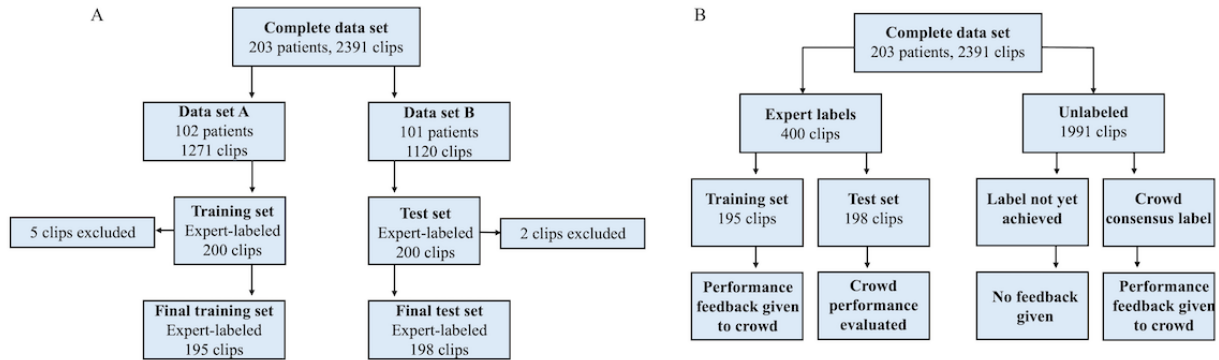 A
Complete data set
203 patients, 2391 clips
Data set A
102 patients
1271 clips
Data set B
101 patients
1120 clips
5 clips excluded
Training set
Expert-labeled
200 clips
Test set
Expert-labeled
200 clips
2 clips excluded
Final training set
Expert-labeled
195 clips
Final test set
Expert-labeled
198 clips
B
Complete data set
203 patients, 2391 clips
Expert labels
400 clips
Unlabeled
1991 clips
Training set
195 clips
Test set
198 clips
Label not yet
achieved
Crowd
consensus label
Performance
feedback given
to crowd
Crowd
performance
evaluated
No feedback
given
Performance
feedback given
to crowd